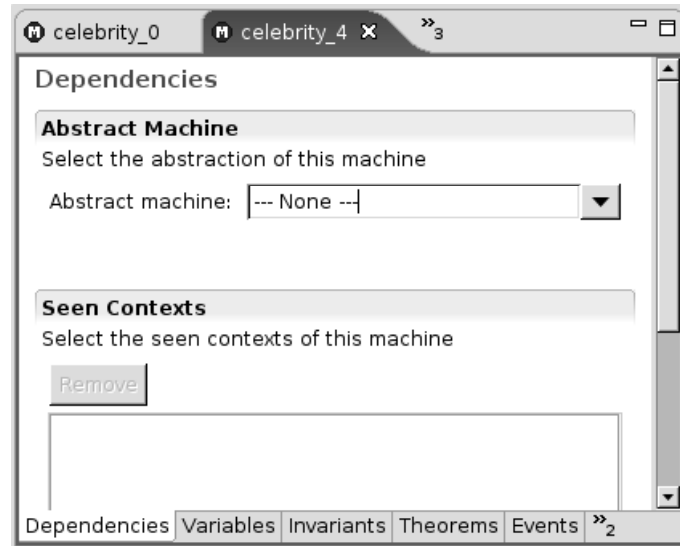 celebrity_0 celebrity_4 »3
Dependencies
Abstract Machine
Select the abstraction of this machine
Abstract machine: --- None ---
Seen Contexts
Select the seen contexts of this machine
Remove
Dependencies Variables Invariants Theorems Events »2